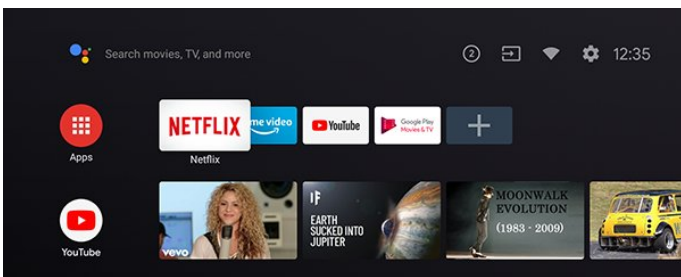 Search movies, TV, and more
2
12:35
NETFLIX
me video
YouTube
Google Play
Movies & TV
Apps
Netflix
IF
EARTH
SUCKED INTO
JUPITER
MOONWALK
EVOLUTION
(1983 - 2009)
vevo
YouTube